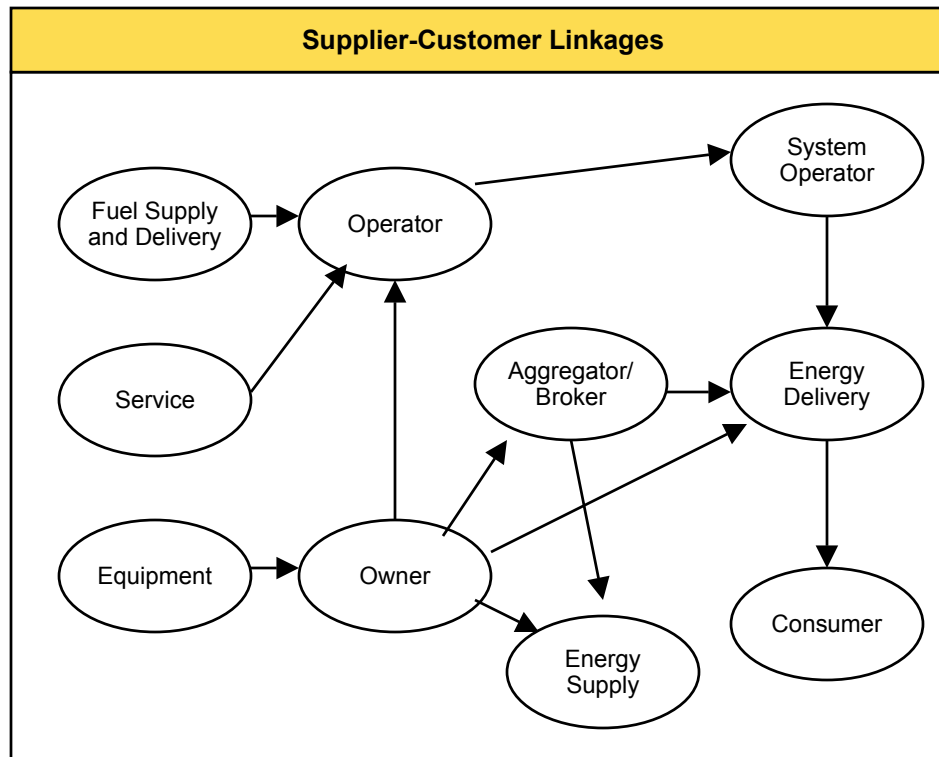 Supplier-Customer Linkages
System
Operator
Fuel Supply
and Delivery
Operator
Service
Aggregator/
Broker
Energy
Delivery
Equipment
Owner
Energy
Supply
Consumer